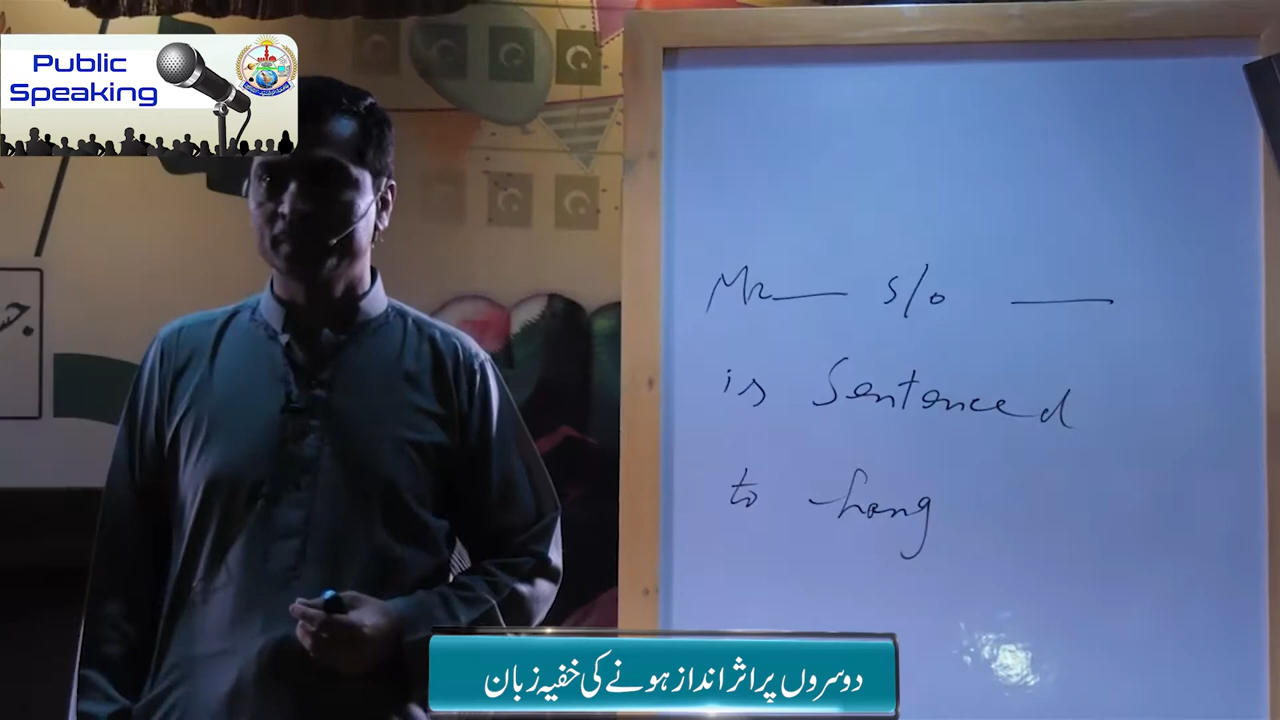 Public
Speaking
Mr — s/o —
is Sentenced
to hang
دوسروں پر اثر انداز ہونے کی خفیہ زبان